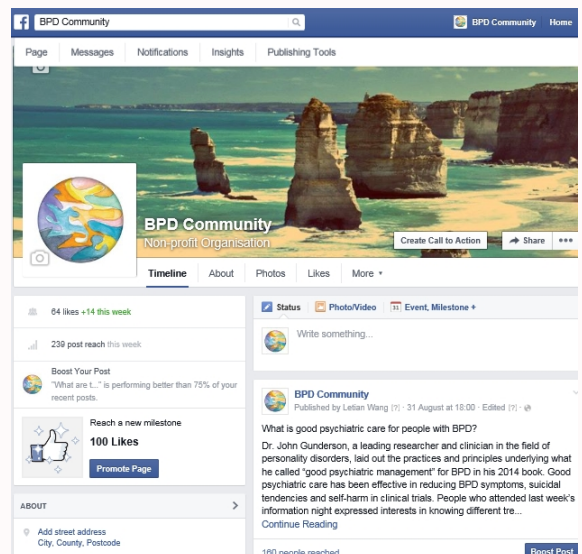 BPD Community
BPD Community Home
Page Messages Notifications Insights Publishing Tools
BPD Community
Non-profit Organisation
Create Call to Action Share
Timeline About Photos Likes More
64 likes +14 this week
239 post reach this week
Boost Your Post
"What are t..." is performing better than 75% of your
recent posts.
Reach a new milestone
100 Likes
Promote Page
ABOUT
Add street address
City, County, Postcode
Status Photo/Video 31 Event, Milestone +
Write something...
BPD Community
Published by Letian Wang [?] · 31 August at 18:00 · Edited [?] ·
What is good psychiatric care for people with BPD?
Dr. John Gunderson, a leading researcher and clinician in the field of
personality disorders, laid out the practices and principles underlying what
he called "good psychiatric management" for BPD in his 2014 book. Good
psychiatric care has been effective in reducing BPD symptoms, suicidal
tendencies and self-harm in clinical trials. People who attended last week's
information night expressed interests in knowing different tre...
Continue Reading
160 people reached Boost Post